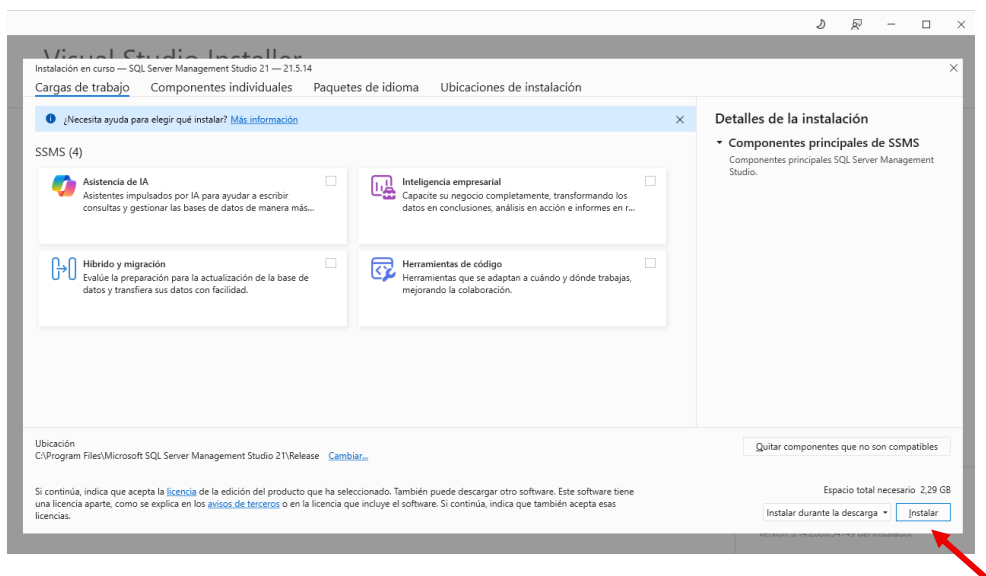 Visual Studio Installer
Instalación en curso — SQL Server Management Studio 21 — 21.5.14
Cargas de trabajo Componentes individuales Paquetes de idioma Ubicaciones de instalación
¿Necesita ayuda para elegir qué instalar? Más información
SSMS (4)
Asistencia de IA
Asistentes impulsados por IA para ayudar a escribir
consultas y gestionar las bases de datos de manera más...
Inteligencia empresarial
Capacite su negocio completamente, transformando los
datos en conclusiones, análisis en acción e informes en r...
Híbrido y migración
Evalúe la preparación para la actualización de la base de
datos y transfiera sus datos con facilidad.
Herramientas de código
Herramientas que se adaptan a cuándo y dónde trabajas,
mejorando la colaboración.
Detalles de la instalación
Componentes principales de SSMS
Componentes principales SQL Server Management
Studio.
Ubicación
C:\Program Files\Microsoft SQL Server Management Studio 21\Release Cambiar...
Quitar componentes que no son compatibles
Si continúa, indica que acepta la licencia de la edición del producto que ha seleccionado. También puede descargar otro software. Este software tiene
una licencia aparte, como se explica en los avisos de terceros o en la licencia que incluye el software. Si continúa, indica que también acepta esas
licencias.
Espacio total necesario 2,29 GB
Instalar durante la descarga Instalar
del instalador